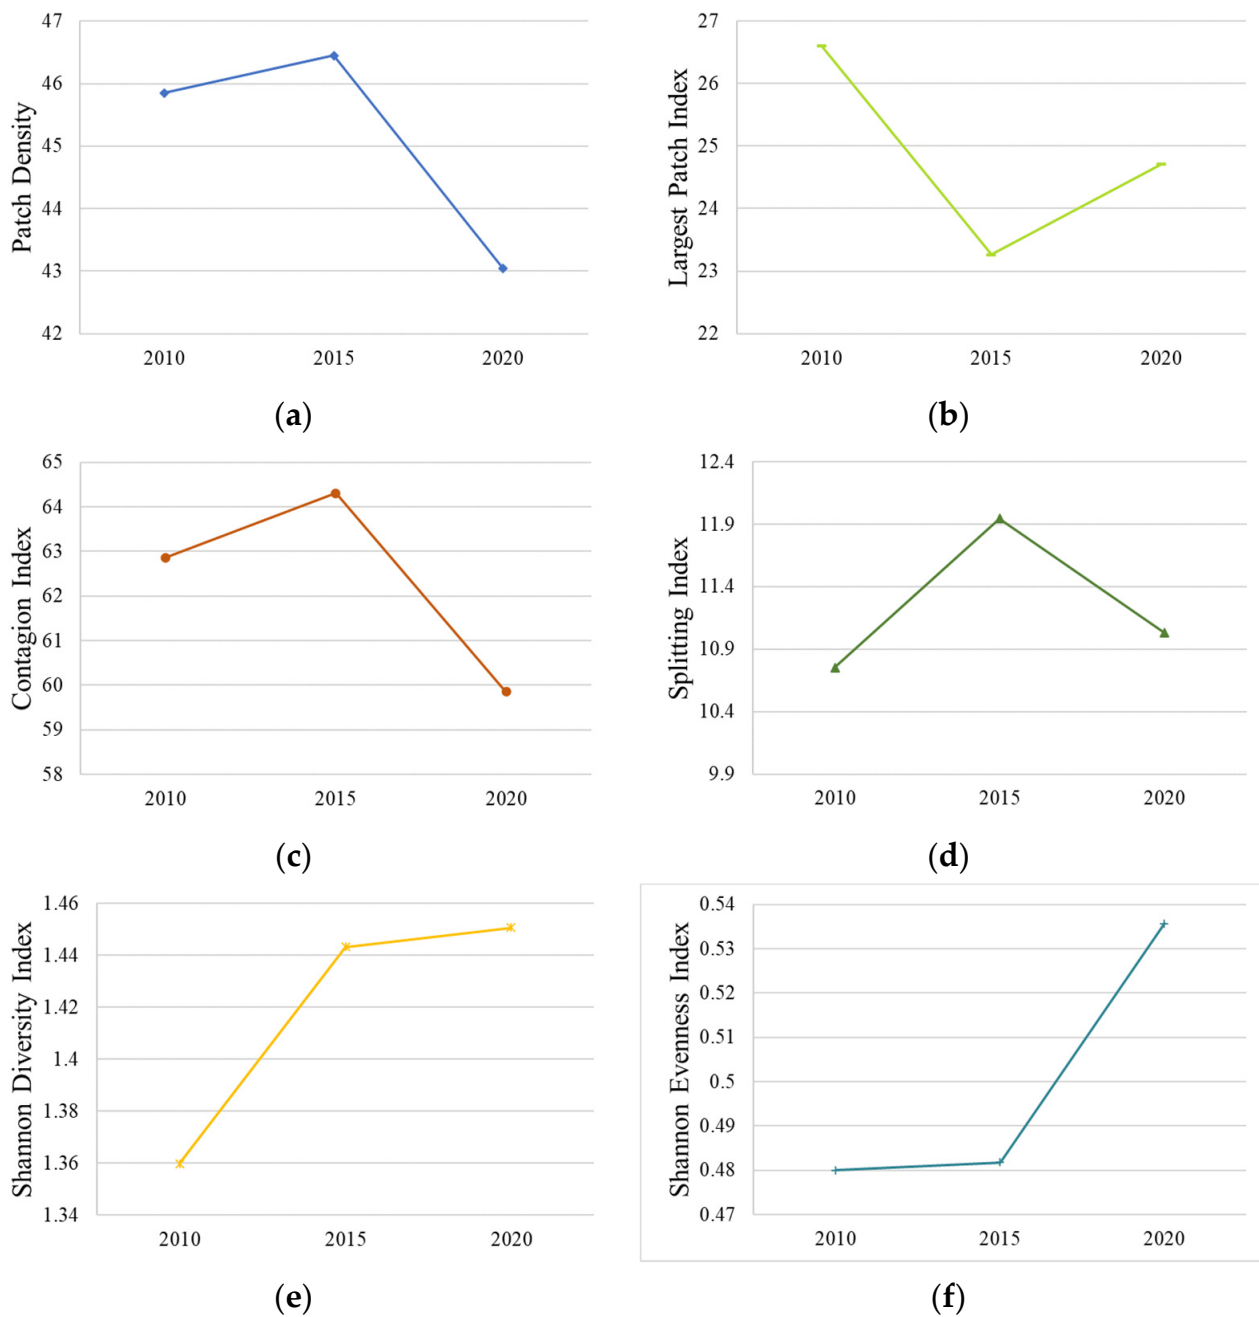 47
46
45
44
43
42
Patch Density
2010 2015 2020
(a)
27
26
25
24
23
22
Largest Patch Index
2010 2015 2020
(b)
65
64
63
62
61
60
59
58
Contagion Index
2010 2015 2020
(c)
12.4
11.9
11.4
10.9
10.4
9.9
Splitting Index
2010 2015 2020
(d)
1.46
1.44
1.42
1.4
1.38
1.36
1.34
Shannon Diversity Index
2010 2015 2020
(e)
0.54
0.53
0.52
0.51
0.5
0.49
0.48
0.47
Shannon Evenness Index
2010 2015 2020
(f)